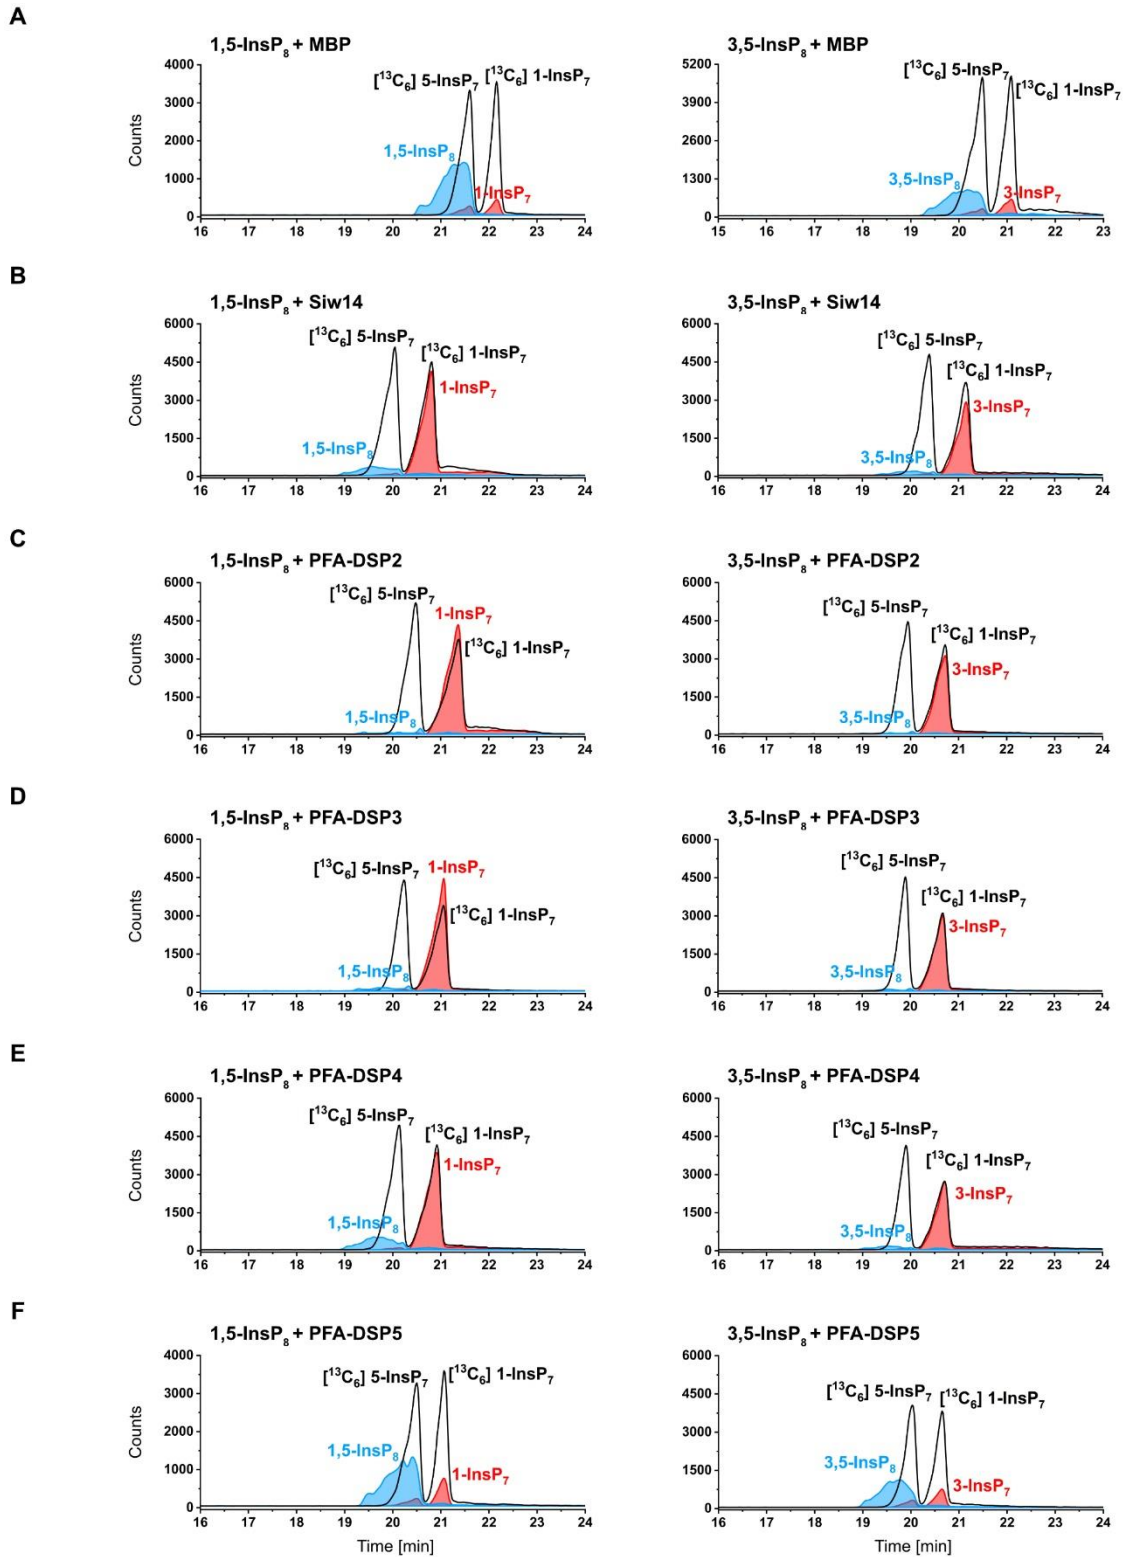 A
1,5-InsP₈ + MBP
4000
3000
2000
1000
0
Counts
[¹³C₆] 5-InsP₇
[¹³C₆] 1-InsP₇
1,5-InsP₈
1-InsP₇
16 17 18 19 20 21 22 23 24
3,5-InsP₈ + MBP
5200
3900
2600
1300
0
[¹³C₆] 5-InsP₇
[¹³C₆] 1-InsP₇
3,5-InsP₈
3-InsP₇
15 16 17 18 19 20 21 22 23
B
1,5-InsP₈ + Siw14
6000
4500
3000
1500
0
Counts
[¹³C₆] 5-InsP₇
[¹³C₆] 1-InsP₇
1-InsP₇
1,5-InsP₈
16 17 18 19 20 21 22 23 24
3,5-InsP₈ + Siw14
6000
4500
3000
1500
0
[¹³C₆] 5-InsP₇
[¹³C₆] 1-InsP₇
3-InsP₇
3,5-InsP₈
16 17 18 19 20 21 22 23 24
C
1,5-InsP₈ + PFA-DSP2
6000
4500
3000
1500
0
Counts
[¹³C₆] 5-InsP₇
1-InsP₇
[¹³C₆] 1-InsP₇
1,5-InsP₈
16 17 18 19 20 21 22 23 24
3,5-InsP₈ + PFA-DSP2
6000
4500
3000
1500
0
[¹³C₆] 5-InsP₇
[¹³C₆] 1-InsP₇
3-InsP₇
3,5-InsP₈
16 17 18 19 20 21 22 23 24
D
1,5-InsP₈ + PFA-DSP3
6000
4500
3000
1500
0
Counts
[¹³C₆] 5-InsP₇
1-InsP₇
[¹³C₆] 1-InsP₇
1,5-InsP₈
16 17 18 19 20 21 22 23 24
3,5-InsP₈ + PFA-DSP3
6000
4500
3000
1500
0
[¹³C₆] 5-InsP₇
[¹³C₆] 1-InsP₇
3-InsP₇
3,5-InsP₈
16 17 18 19 20 21 22 23 24
E
1,5-InsP₈ + PFA-DSP4
6000
4500
3000
1500
0
Counts
[¹³C₆] 5-InsP₇
[¹³C₆] 1-InsP₇
1-InsP₇
1,5-InsP₈
16 17 18 19 20 21 22 23 24
3,5-InsP₈ + PFA-DSP4
6000
4500
3000
1500
0
[¹³C₆] 5-InsP₇
[¹³C₆] 1-InsP₇
3-InsP₇
3,5-InsP₈
16 17 18 19 20 21 22 23 24
F
1,5-InsP₈ + PFA-DSP5
4000
3000
2000
1000
0
Counts
[¹³C₆] 5-InsP₇
[¹³C₆] 1-InsP₇
1,5-InsP₈
1-InsP₇
16 17 18 19 20 21 22 23 24
Time [min]
3,5-InsP₈ + PFA-DSP5
6000
4500
3000
1500
0
[¹³C₆] 5-InsP₇
[¹³C₆] 1-InsP₇
3,5-InsP₈
3-InsP₇
16 17 18 19 20 21 22 23 24
Time [min]